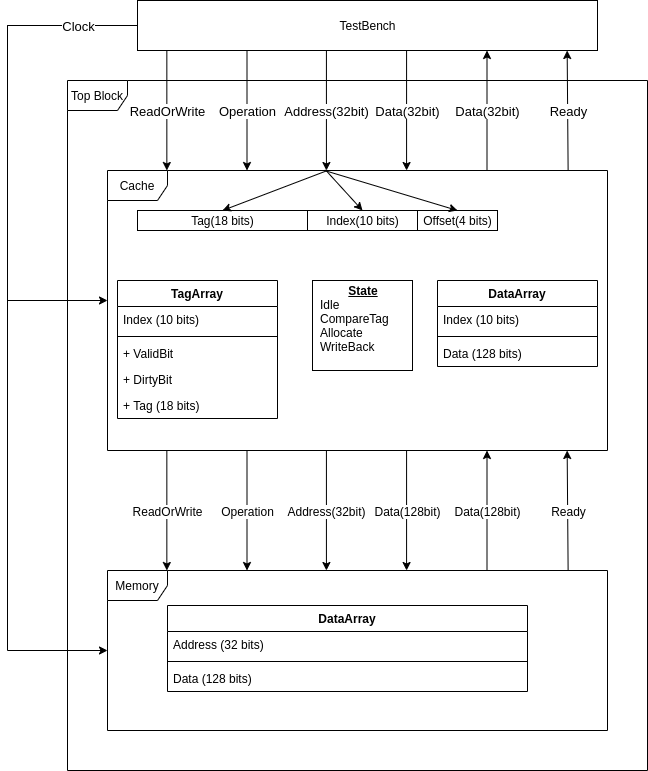 TestBench
Clock
Top Block
ReadOrWrite
Operation
Address(32bit)
Data(32bit)
Data(32bit)
Ready
Cache
Tag(18 bits)
Index(10 bits)
Offset(4 bits)
TagArray
Index (10 bits)
+ ValidBit
+ DirtyBit
+ Tag (18 bits)
State
Idle
CompareTag
Allocate
WriteBack
DataArray
Index (10 bits)
Data (128 bits)
ReadOrWrite
Operation
Address(32bit)
Data(128bit)
Data(128bit)
Ready
Memory
DataArray
Address (32 bits)
Data (128 bits)